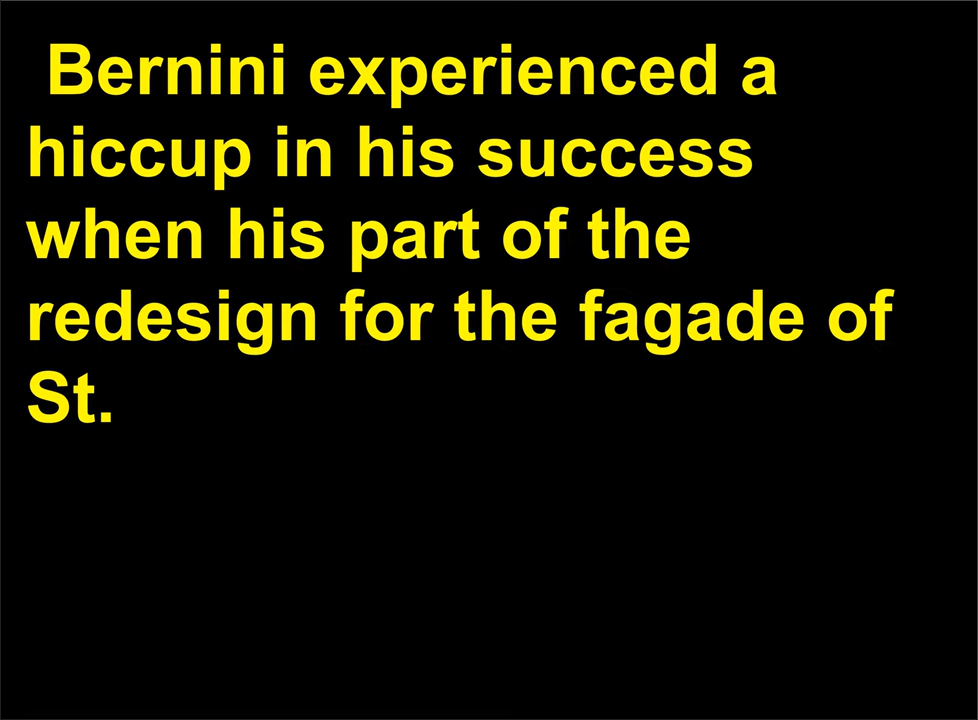 Bernini experienced a
hiccup in his success
when his part of the
redesign for the fagade of
St.